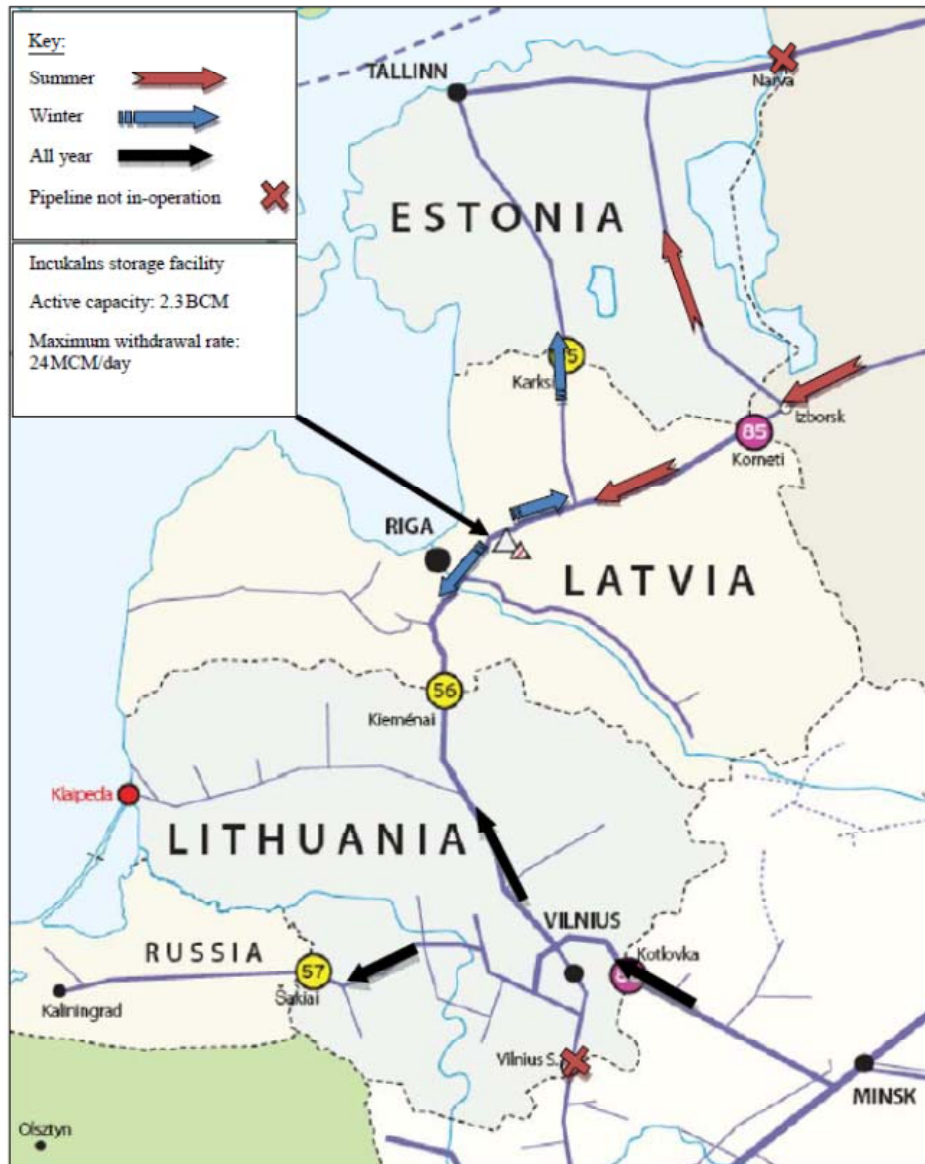 Key:
Summer
Winter
All year
Pipeline not in-operation
Incukalns storage facility
Active capacity: 2.3BCM
Maximum withdrawal rate:
24MCM/day
TALLINN
Narva
ESTONIA
Karksi
Izborsk
85
Korneti
RIGA
LATVIA
56
Kieménai
Klaipeda
LITHUANIA
VILNIUS
Kotlovka
RUSSIA
57
Šakiai
Kaliningrad
Vilnius S.
MINSK
Olsztyn